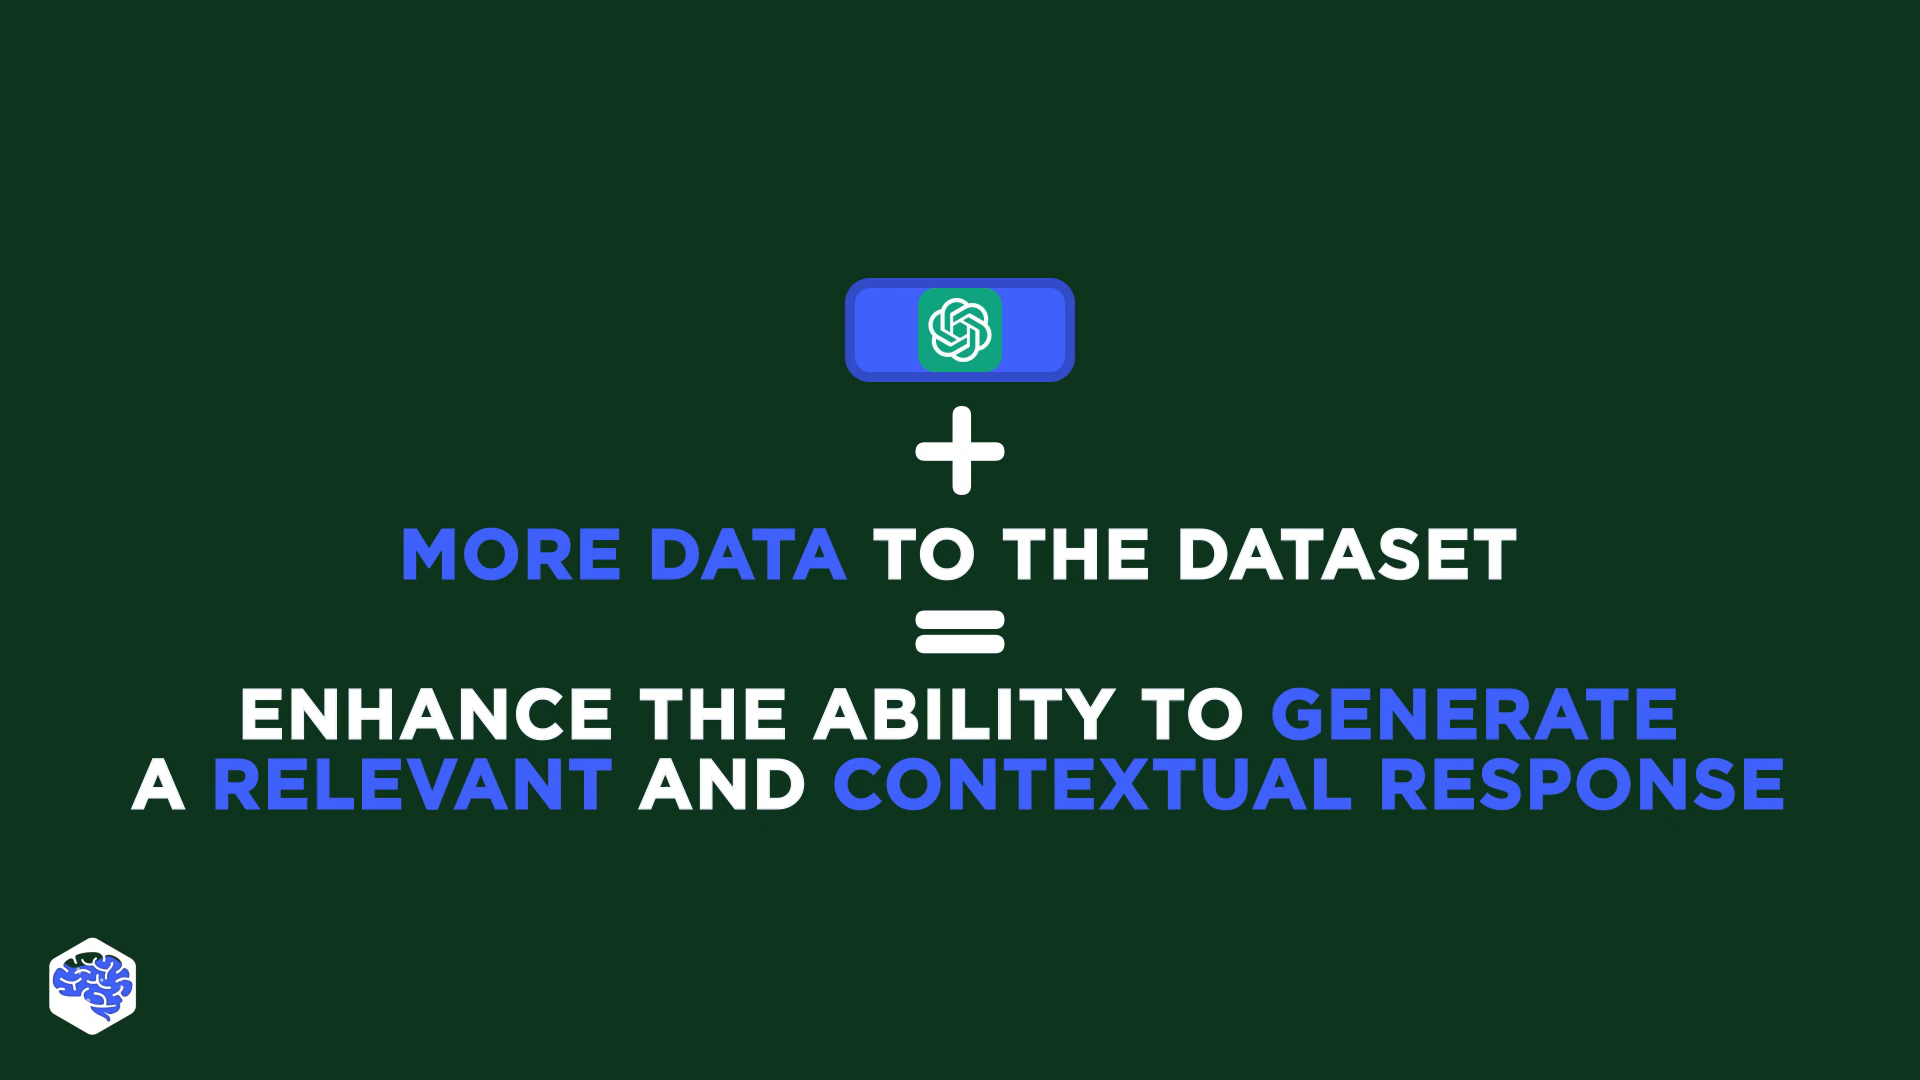 +
MORE DATA TO THE DATASET
=
ENHANCE THE ABILITY TO GENERATE
A RELEVANT AND CONTEXTUAL RESPONSE